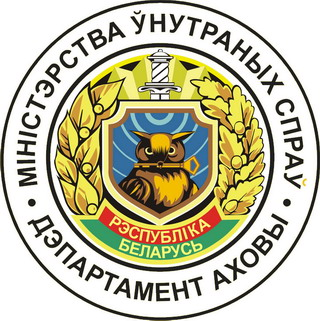 • МІНІСТЭРСТВА ЎНУТРАНЫХ СПРАЎ •
ДЭПАРТАМЕНТ АХОВЫ
РЭСПУБЛІКА
БЕЛАРУСЬ